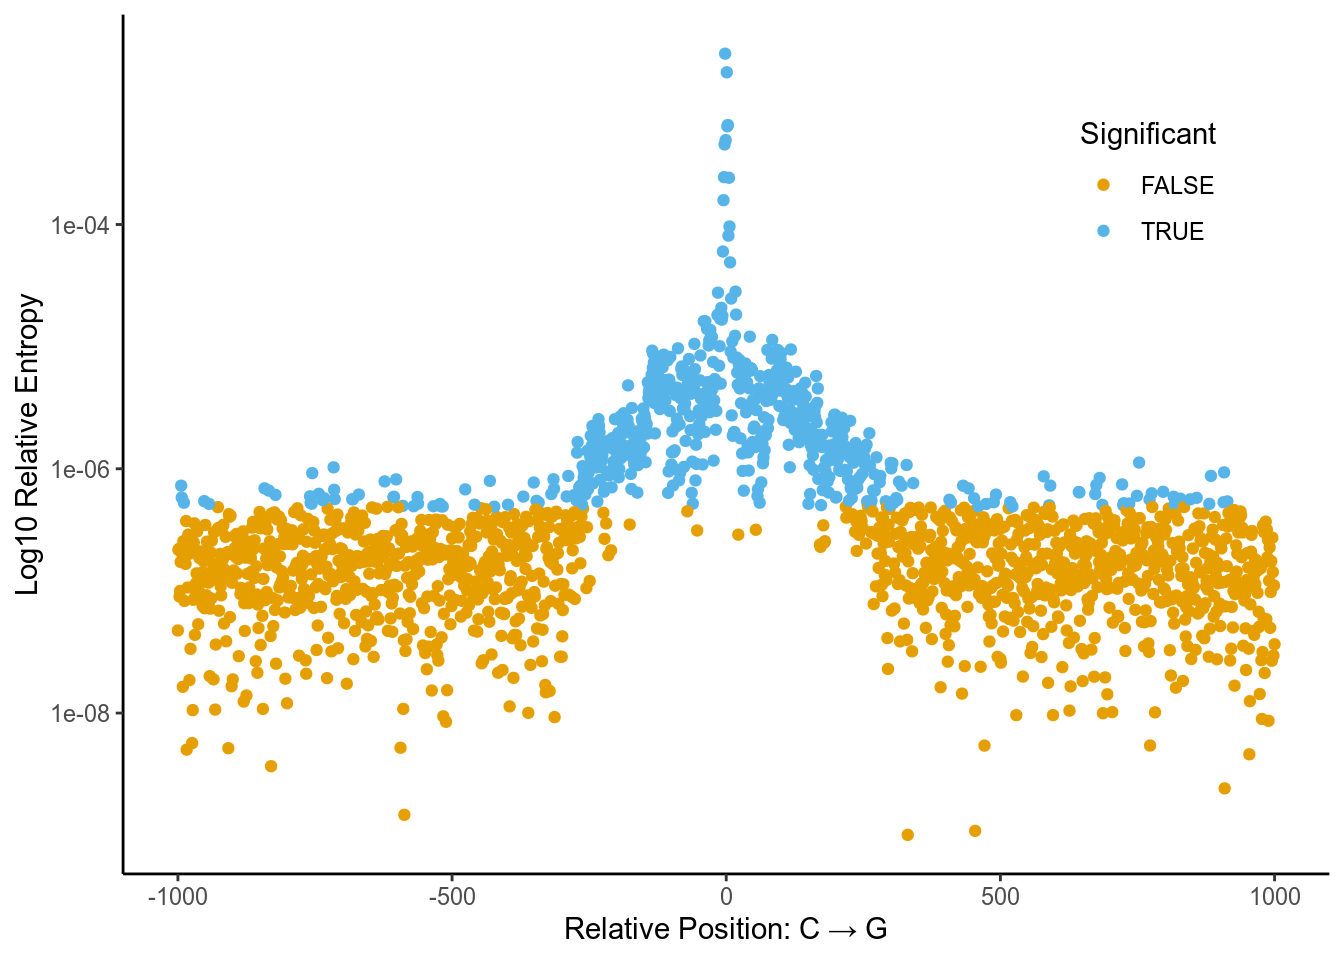 Significant
FALSE
TRUE
Log10 Relative Entropy
1e-04
1e-06
1e-08
-1000
-500
0
500
1000
Relative Position: C → G